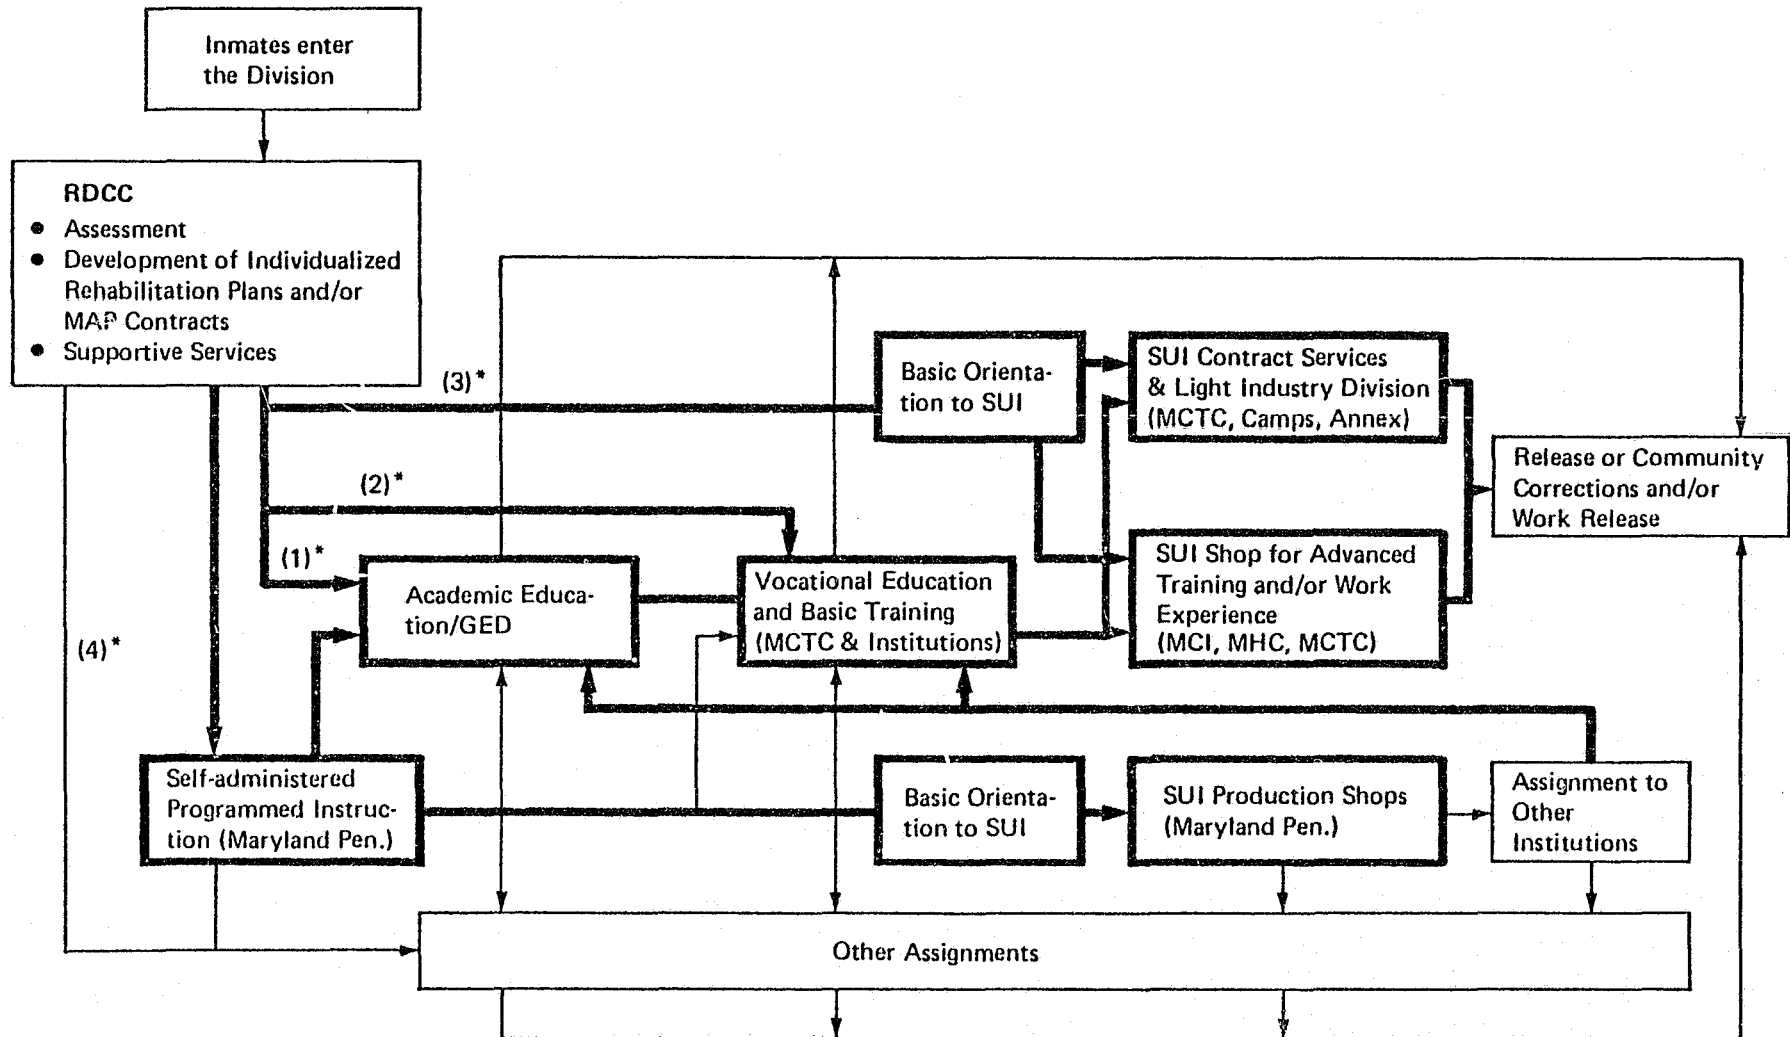 Inmates enter
the Division
RDCC
● Assessment
● Development of Individualized
Rehabilitation Plans and/or
MAP Contracts
● Supportive Services
(3)*
(2)*
(1)*
(4)*
Basic Orienta-
tion to SUI
SUI Contract Services
& Light Industry Division
(MCTC, Camps, Annex)
Release or Community
Corrections and/or
Work Release
Academic Educa-
tion/GED
Vocational Education
and Basic Training
(MCTC & Institutions)
SUI Shop for Advanced
Training and/or Work
Experience
(MCI, MHC, MCTC)
Self-administered
Programmed Instruc-
tion (Maryland Pen.)
Basic Orienta-
tion to SUI
SUI Production Shops
(Maryland Pen.)
Assignment to
Other
Institutions
Other Assignments